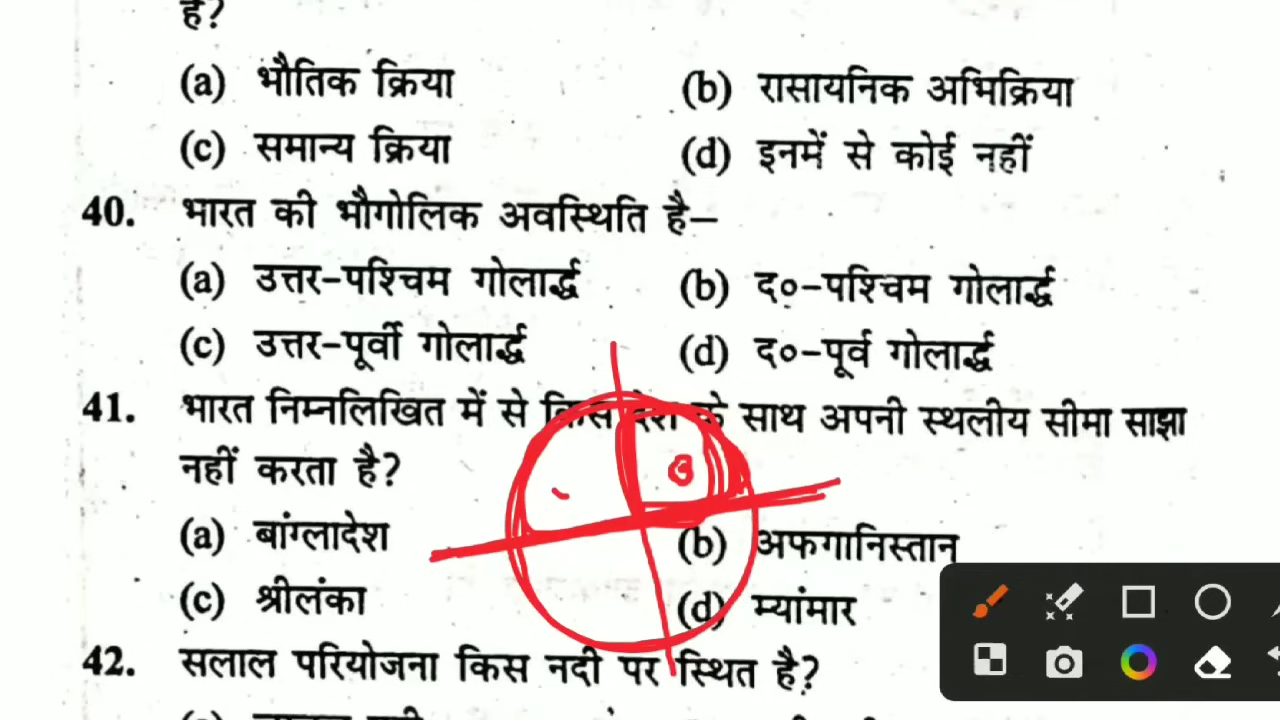 है?
(a) भौतिक क्रिया (b) रासायनिक अभिक्रिया
(c) समान्य क्रिया (d) इनमें से कोई नहीं
40. भारत की भौगोलिक अवस्थिति है–
(a) उत्तर-पश्चिम गोलार्द्ध (b) द०-पश्चिम गोलार्द्ध
(c) उत्तर-पूर्वी गोलार्द्ध (d) द०-पूर्व गोलार्द्ध
41. भारत निम्नलिखित में से किस देश के साथ अपनी स्थलीय सीमा साझा
नहीं करता है?
(a) बांग्लादेश (b) अफगानिस्तान
(c) श्रीलंका (d) म्यांमार
42. सलाल परियोजना किस नदी पर स्थित है?